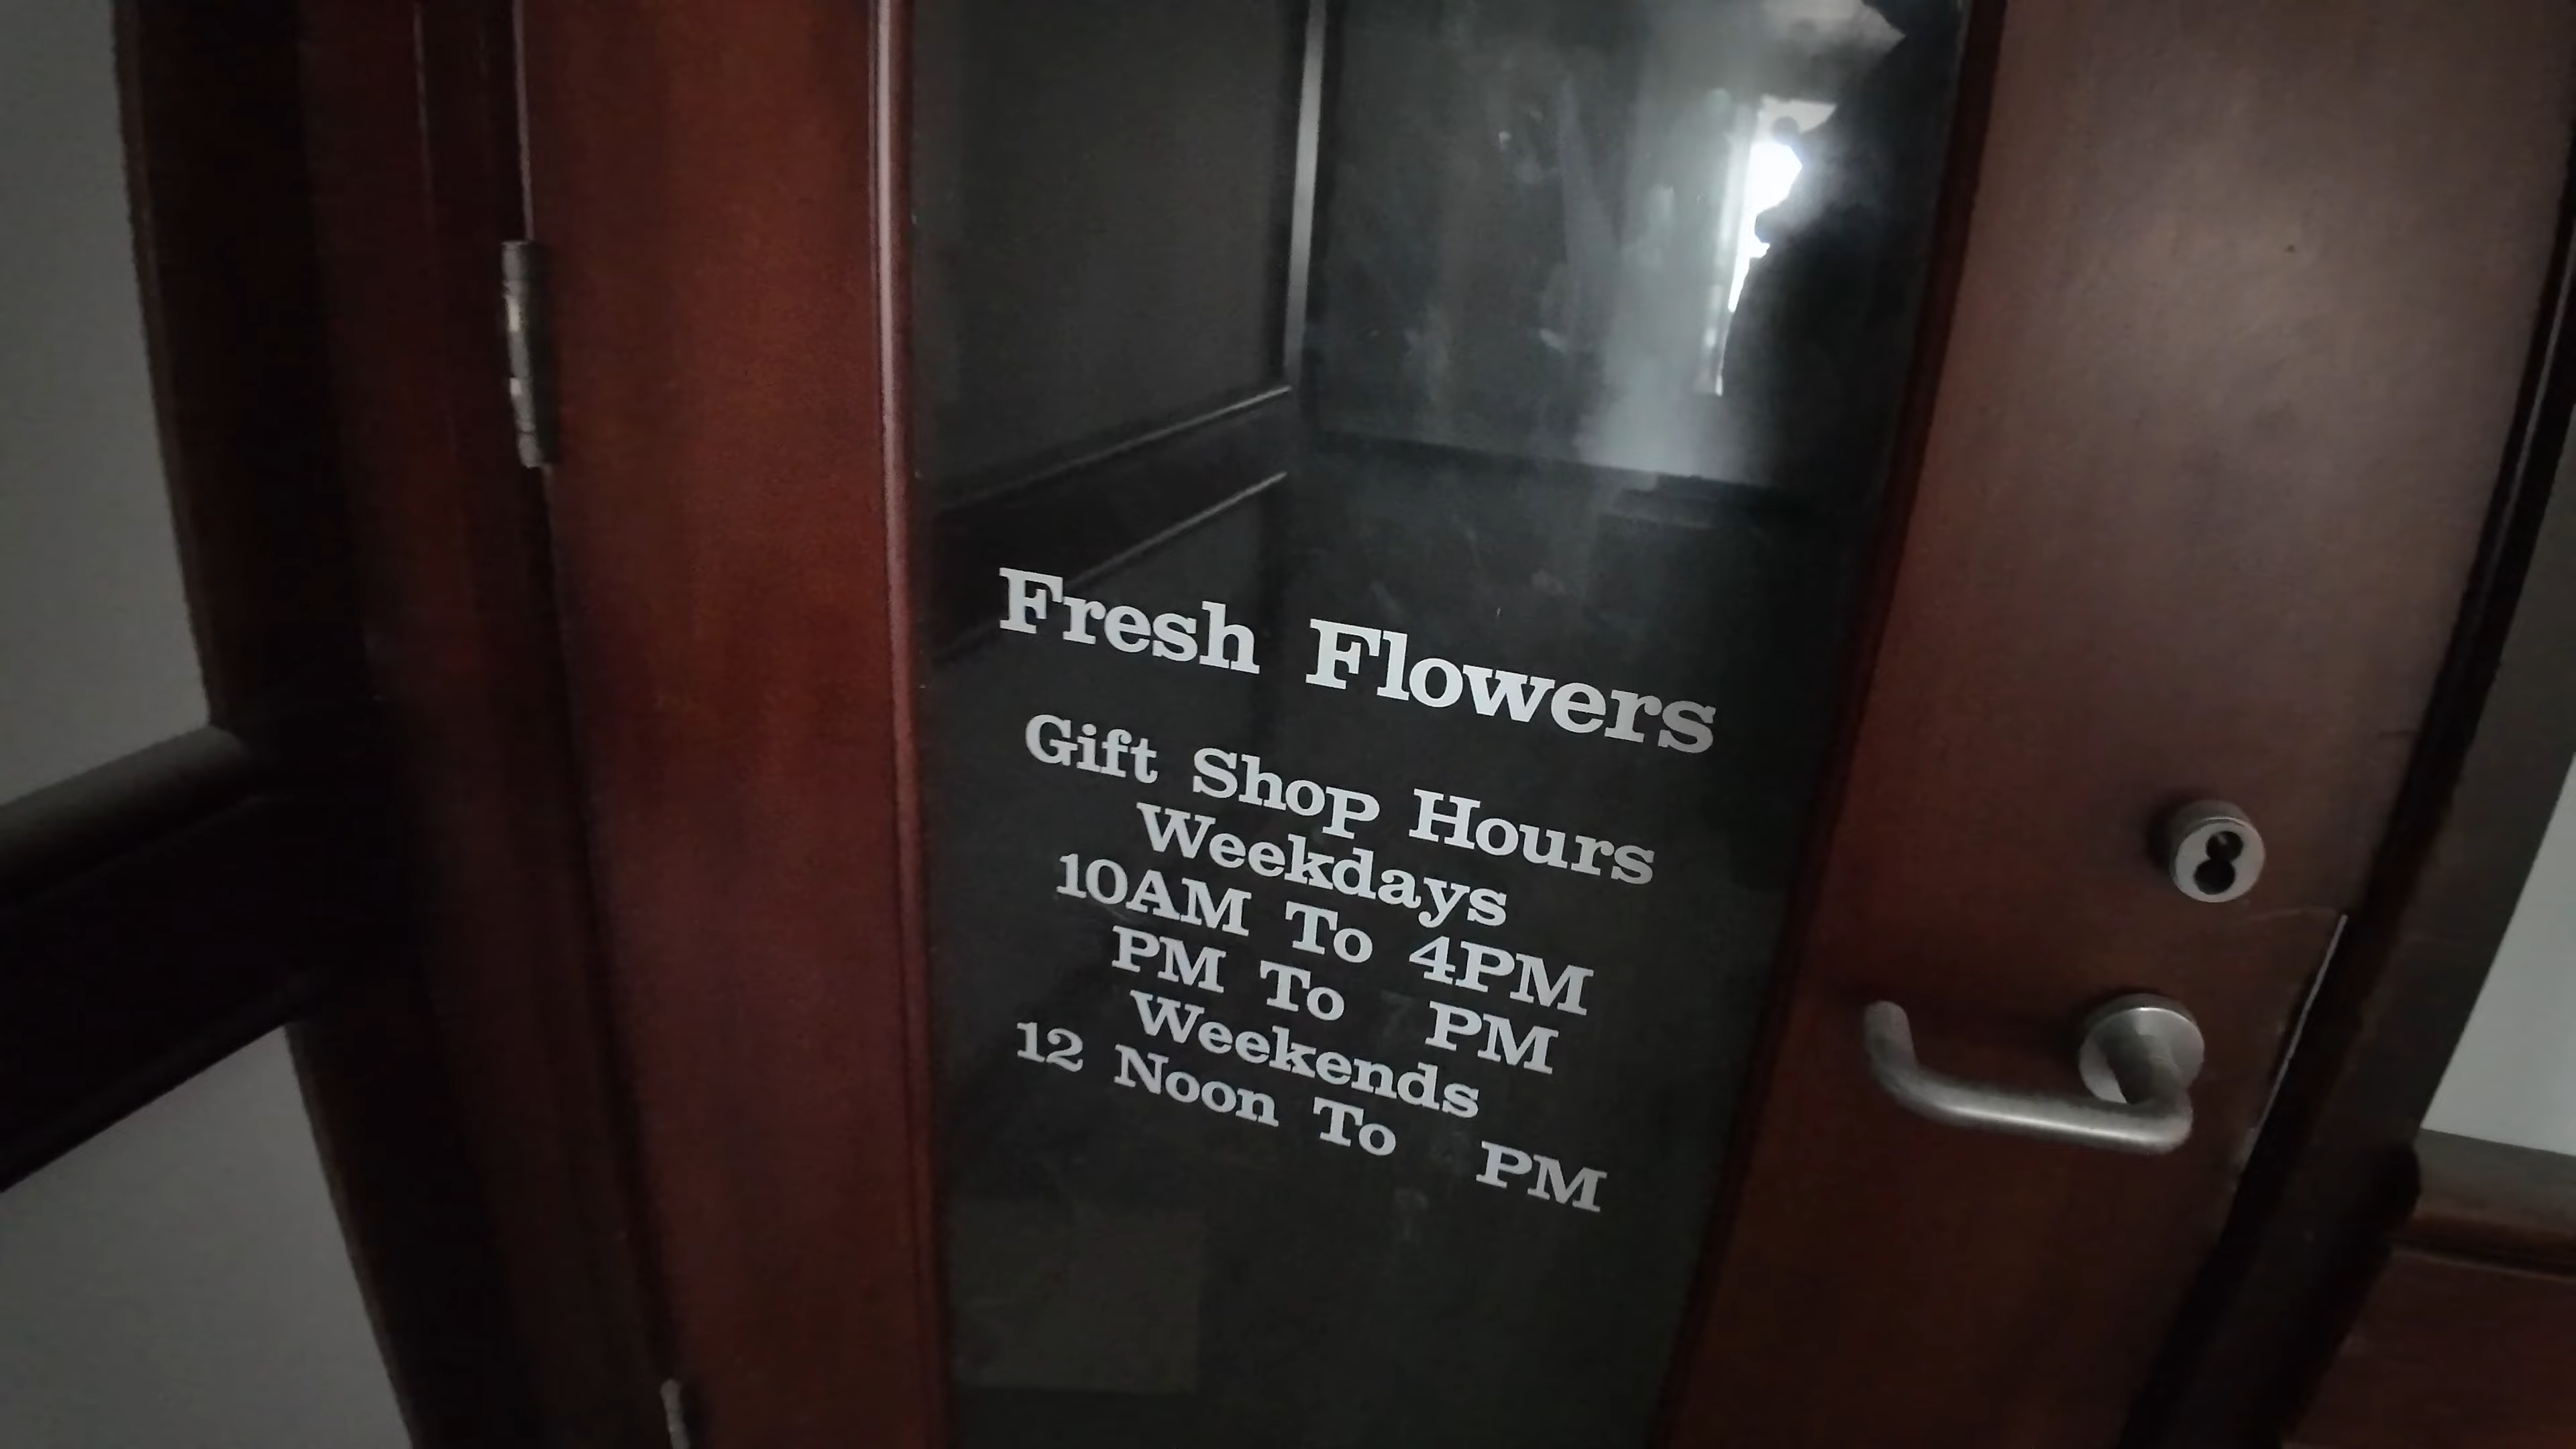 Fresh Flowers
Gift Shop Hours
Weekdays
10AM To 4PM
PM To PM
Weekends
12 Noon To PM